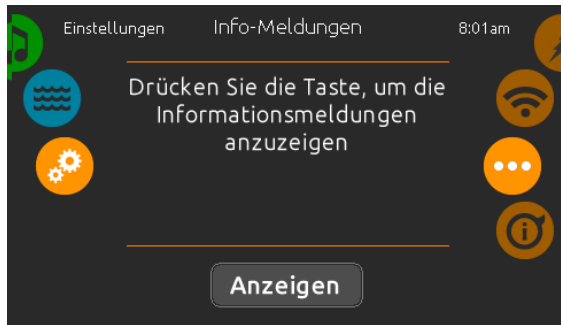 Einstellungen Info-Meldungen 8:01am
Drücken Sie die Taste, um die
Informationsmeldungen
anzuzeigen
Anzeigen